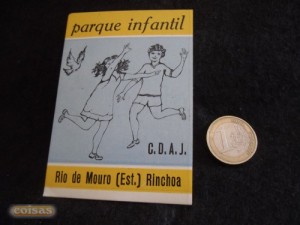 parque infantil
C.D.A.J.
Rio de Mouro (Est.) Rinchoa
coisas